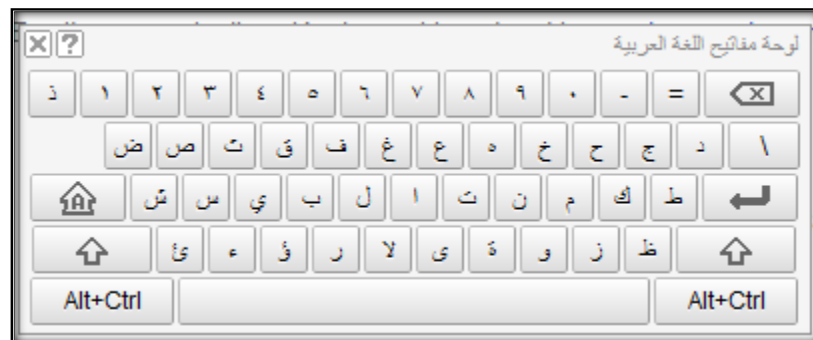 لوحة مفاتيح اللغة العربية ? X
ذ ١ ٢ ٣ ٤ ٥ ٦ ٧ ٨ ٩ ٠ - =
ض ص ث ق ف غ ع ه خ ح ج د \
ش س ي ب ل ا ت ن م ك ط
ئ ء ؤ ر لا ى ة و ز ظ
Alt+Ctrl Alt+Ctrl